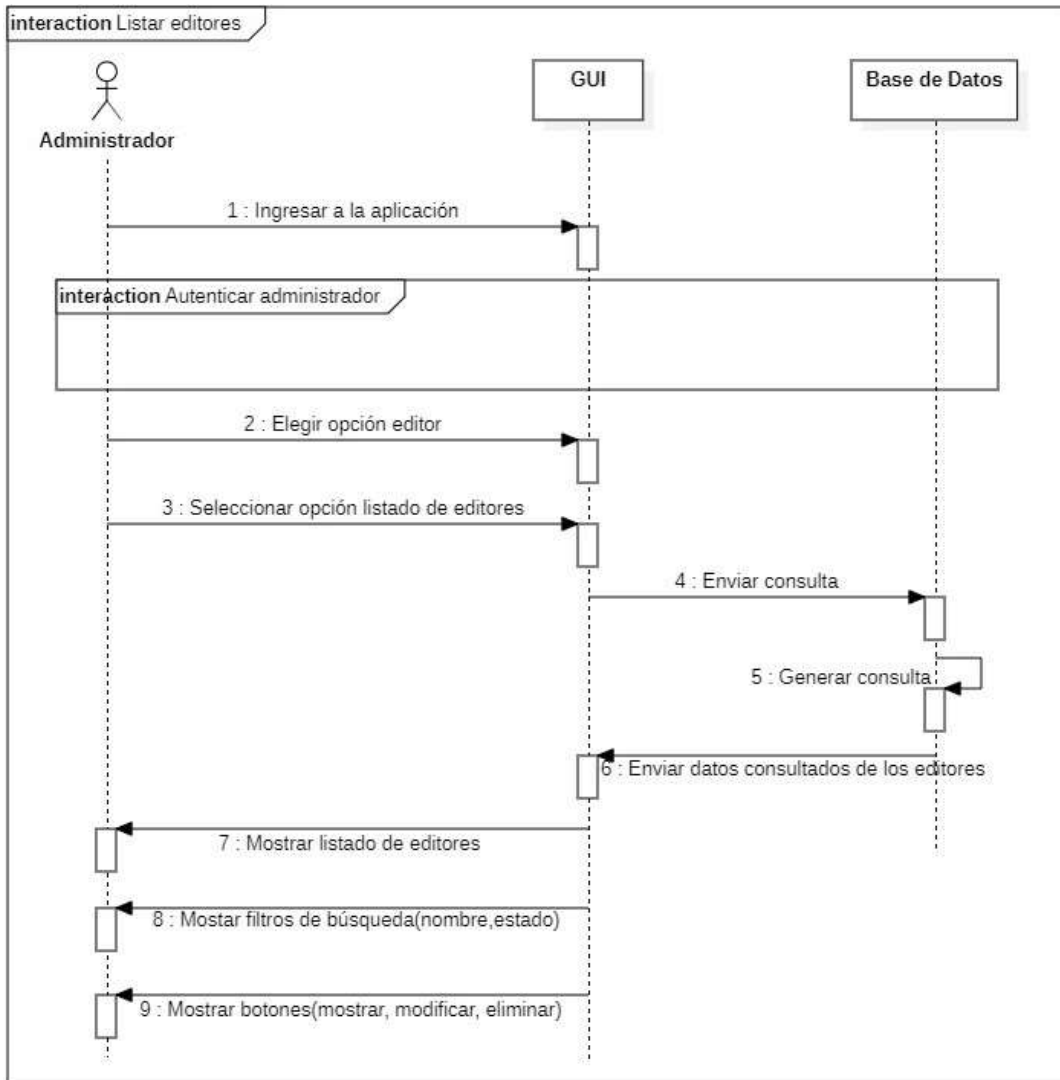 interaction Listar editores
Administrador
GUI
Base de Datos
1 : Ingresar a la aplicación
interaction Autenticar administrador
2 : Elegir opción editor
3 : Seleccionar opción listado de editores
4 : Enviar consulta
5 : Generar consulta
6 : Enviar datos consultados de los editores
7 : Mostrar listado de editores
8 : Mostar filtros de búsqueda(nombre,estado)
9 : Mostrar botones(mostrar, modificar, eliminar)